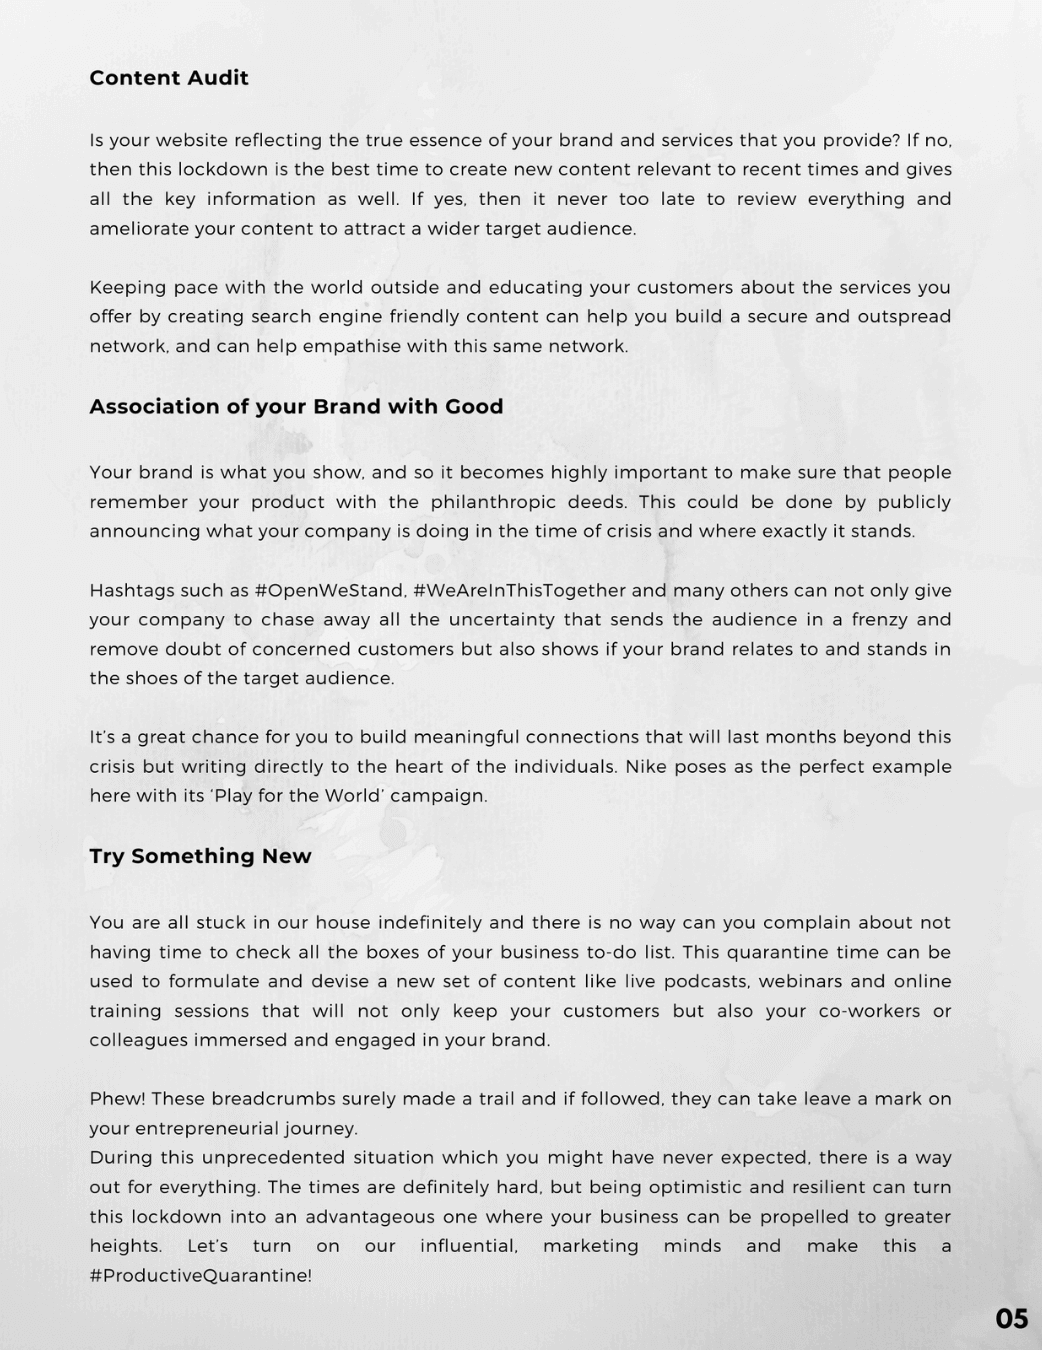 Content Audit
Is your website reflecting the true essence of your brand and services that you provide? If no,
then this lockdown is the best time to create new content relevant to recent times and gives
all the key information as well. If yes, then it never too late to review everything and
ameliorate your content to attract a wider target audience.
Keeping pace with the world outside and educating your customers about the services you
offer by creating search engine friendly content can help you build a secure and outspread
network, and can help empathise with this same network.
Association of your Brand with Good
Your brand is what you show, and so it becomes highly important to make sure that people
remember your product with the philanthropic deeds. This could be done by publicly
announcing what your company is doing in the time of crisis and where exactly it stands.
Hashtags such as #OpenWeStand, #WeAreInThisTogether and many others can not only give
your company to chase away all the uncertainty that sends the audience in a frenzy and
remove doubt of concerned customers but also shows if your brand relates to and stands in
the shoes of the target audience.
It's a great chance for you to build meaningful connections that will last months beyond this
crisis but writing directly to the heart of the individuals. Nike poses as the perfect example
here with its 'Play for the World' campaign.
Try Something New
You are all stuck in our house indefinitely and there is no way can you complain about not
having time to check all the boxes of your business to-do list. This quarantine time can be
used to formulate and devise a new set of content like live podcasts, webinars and online
training sessions that will not only keep your customers but also your co-workers or
colleagues immersed and engaged in your brand.
Phew! These breadcrumbs surely made a trail and if followed, they can take leave a mark on
your entrepreneurial journey.
During this unprecedented situation which you might have never expected, there is a way
out for everything. The times are definitely hard, but being optimistic and resilient can turn
this lockdown into an advantageous one where your business can be propelled to greater
heights. Let's turn on our influential, marketing minds and make this a
#ProductiveQuarantine!
05